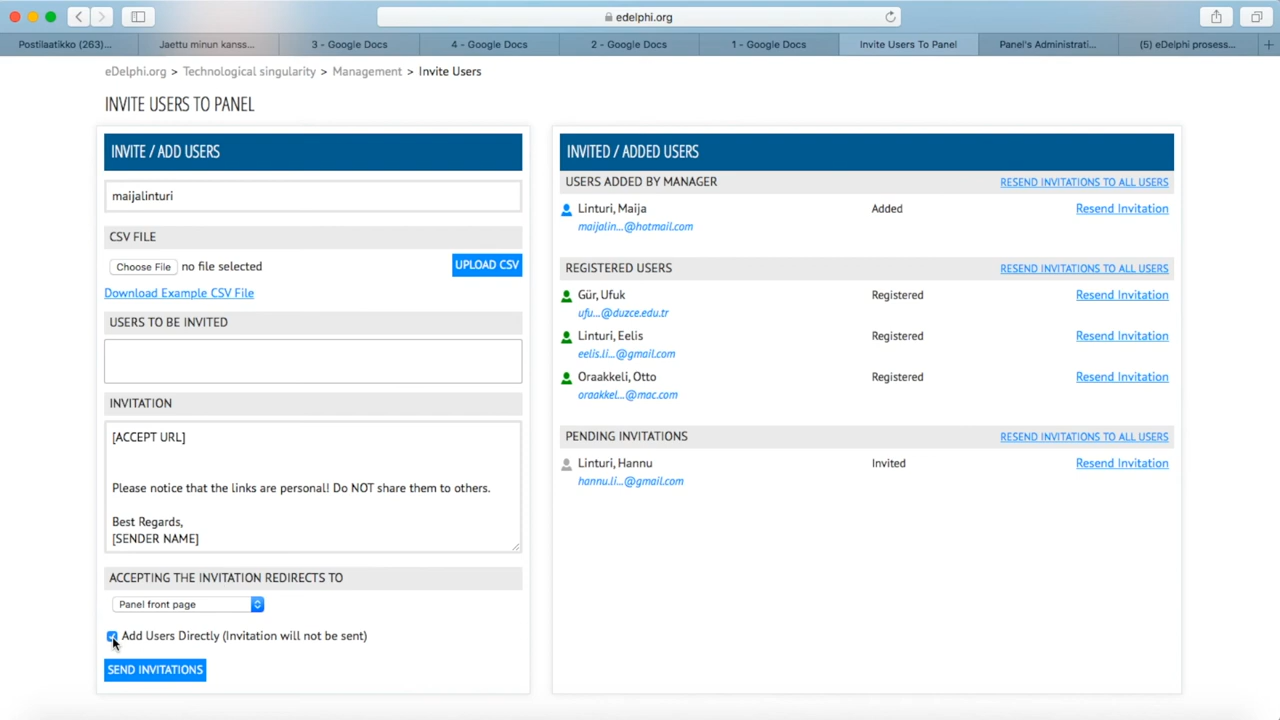 edelphi.org
Postilaatikko (263)...
Jaettu minun kanss...
3 - Google Docs
4 - Google Docs
2 - Google Docs
1 - Google Docs
Invite Users To Panel
Panel's Administrati...
(5) eDelphi prosess...
eDelphi.org > Technological singularity > Management > Invite Users
INVITE USERS TO PANEL
INVITE / ADD USERS
maijalinturi
CSV FILE
Choose File no file selected
UPLOAD CSV
Download Example CSV File
USERS TO BE INVITED
INVITATION
[ACCEPT URL]
Please notice that the links are personal! Do NOT share them to others.
Best Regards,
[SENDER NAME]
ACCEPTING THE INVITATION REDIRECTS TO
Panel front page
Add Users Directly (Invitation will not be sent)
SEND INVITATIONS
INVITED / ADDED USERS
USERS ADDED BY MANAGER RESEND INVITATIONS TO ALL USERS
Linturi, Maija Added Resend Invitation
maijalin...@hotmail.com
REGISTERED USERS RESEND INVITATIONS TO ALL USERS
Gür, Ufuk Registered Resend Invitation
ufu...@duzce.edu.tr
Linturi, Eelis Registered Resend Invitation
eelis.li...@gmail.com
Oraakkeli, Otto Registered Resend Invitation
oraakkel...@mac.com
PENDING INVITATIONS RESEND INVITATIONS TO ALL USERS
Linturi, Hannu Invited Resend Invitation
hannu.li...@gmail.com